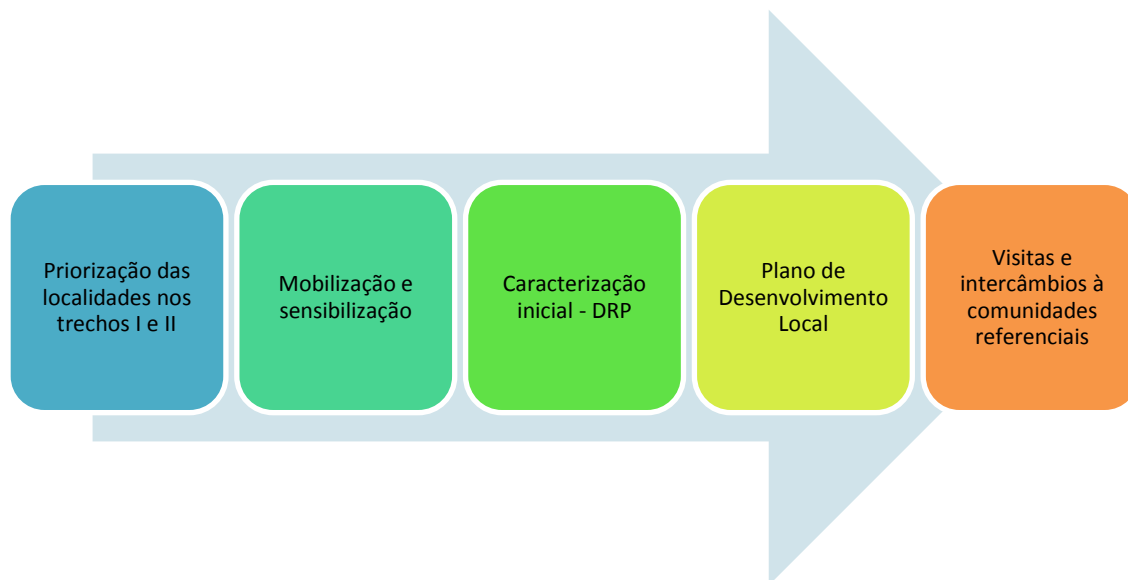 Priorização das
localidades nos
trechos I e II
Mobilização e
sensibilização
Caracterização
inicial - DRP
Plano de
Desenvolvimento
Local
Visitas e
intercâmbios à
comunidades
referenciais